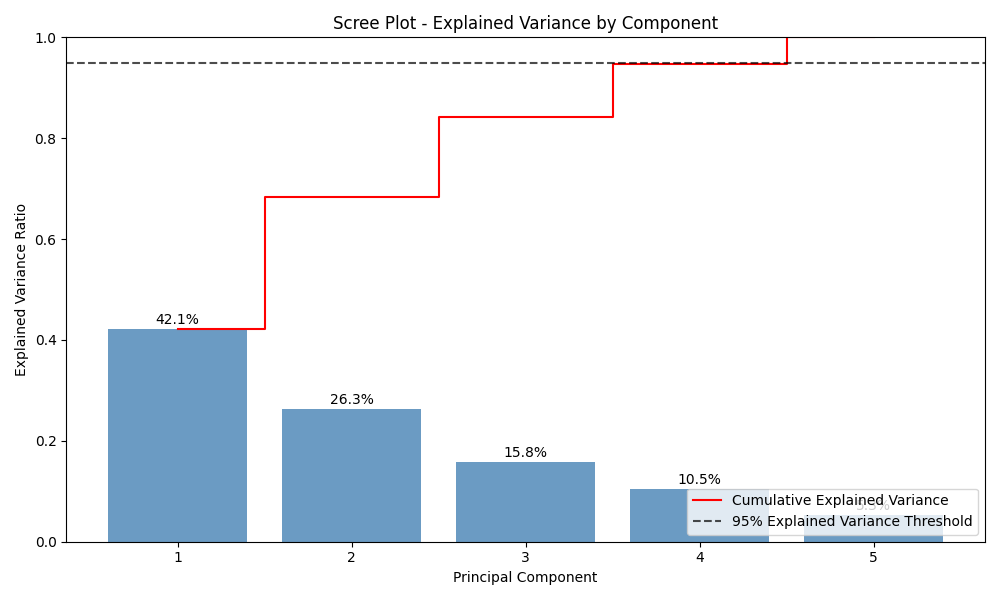 Scree Plot - Explained Variance by Component
1.0
0.8
0.6
0.4
0.2
0.0
Explained Variance Ratio
42.1%
26.3%
15.8%
10.5%
5.3%
Cumulative Explained Variance
95% Explained Variance Threshold
1 2 3 4 5
Principal Component